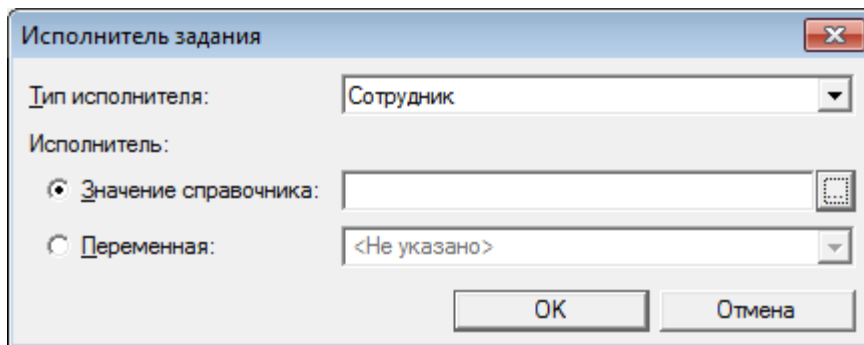 Исполнитель задания
Тип исполнителя: Сотрудник
Исполнитель:
Значение справочника: ...
Переменная: <Не указано>
OK Отмена